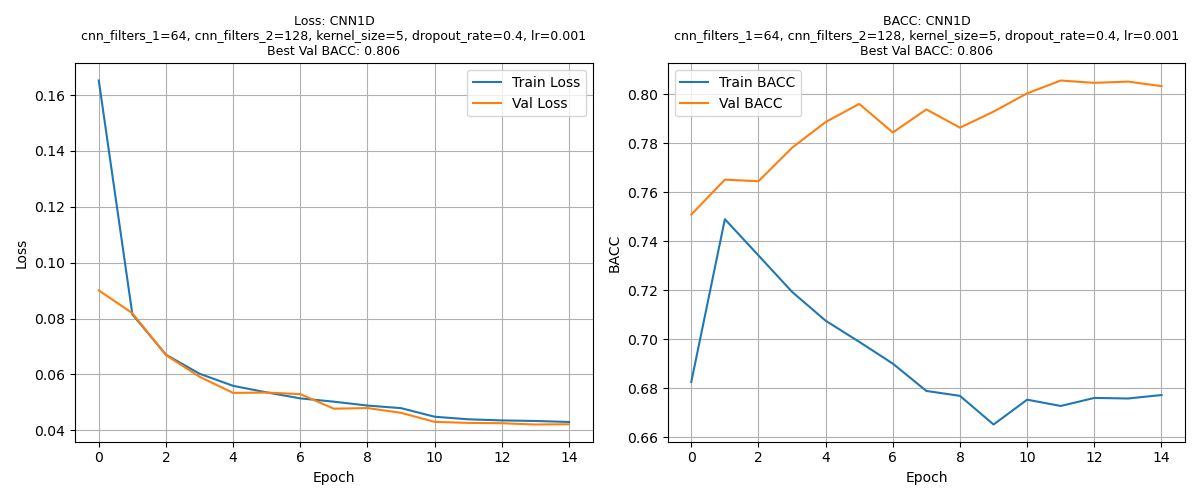 Loss: CNN1D
cnn_filters_1=64, cnn_filters_2=128, kernel_size=5, dropout_rate=0.4, lr=0.001
Best Val BACC: 0.806
Train Loss
Val Loss
0.16
0.14
0.12
0.10
0.08
0.06
0.04
Loss
0 2 4 6 8 10 12 14
Epoch
BACC: CNN1D
cnn_filters_1=64, cnn_filters_2=128, kernel_size=5, dropout_rate=0.4, lr=0.001
Best Val BACC: 0.806
Train BACC
Val BACC
0.80
0.78
0.76
0.74
0.72
0.70
0.68
0.66
BACC
0 2 4 6 8 10 12 14
Epoch